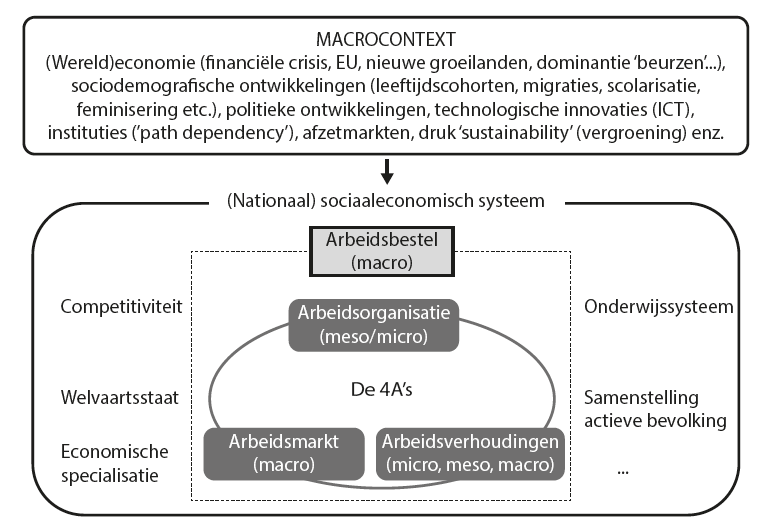 MACROCONTEXT
(Wereld)economie (financiële crisis, EU, nieuwe groeilanden, dominantie ‘beurzen’...),
sociodemografische ontwikkelingen (leeftijdscohorten, migraties, scolarisatie,
feminisering etc.), politieke ontwikkelingen, technologische innovaties (ICT),
instituties (’path dependency’), afzetmarkten, druk ‘sustainability’ (vergroening) enz.
(Nationaal) sociaaleconomisch systeem
Arbeidsbestel
(macro)
Competitiviteit
Arbeidsorganisatie
(meso/micro)
Onderwijssysteem
Welvaartsstaat
De 4A’s
Samenstelling
actieve bevolking
Economische
specialisatie
Arbeidsmarkt
(macro)
Arbeidsverhoudingen
(micro, meso, macro)
...